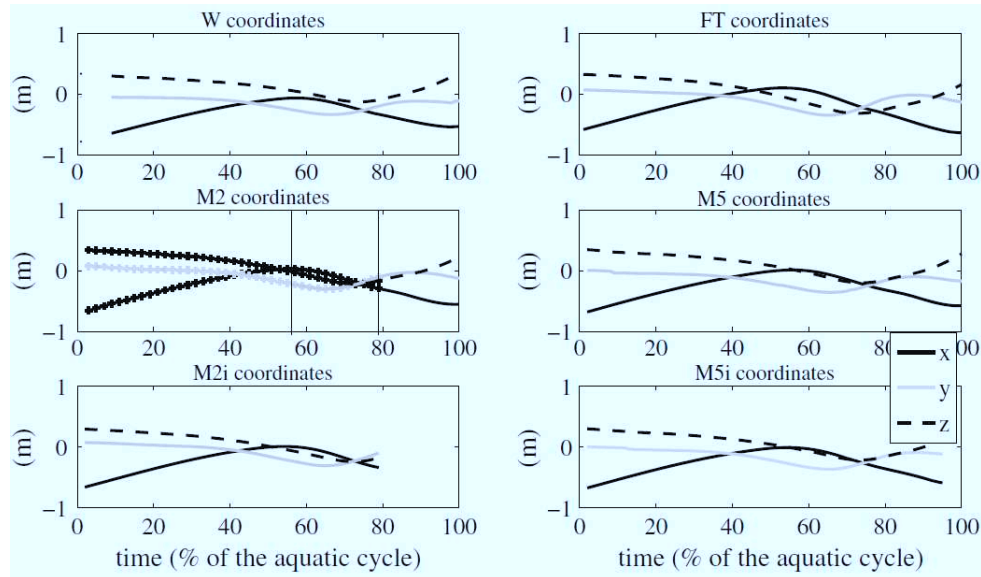 W coordinates
FT coordinates
1
0
−1
(m)
0 20 40 60 80 100
1
0
−1
(m)
0 20 40 60 80 100
M2 coordinates
M5 coordinates
1
0
−1
(m)
0 20 40 60 80 100
1
0
−1
(m)
0 20 40 60 80 100
x
y
z
M2i coordinates
M5i coordinates
1
0
−1
(m)
0 20 40 60 80 100
1
0
−1
(m)
0 20 40 60 80 100
time (% of the aquatic cycle)
time (% of the aquatic cycle)